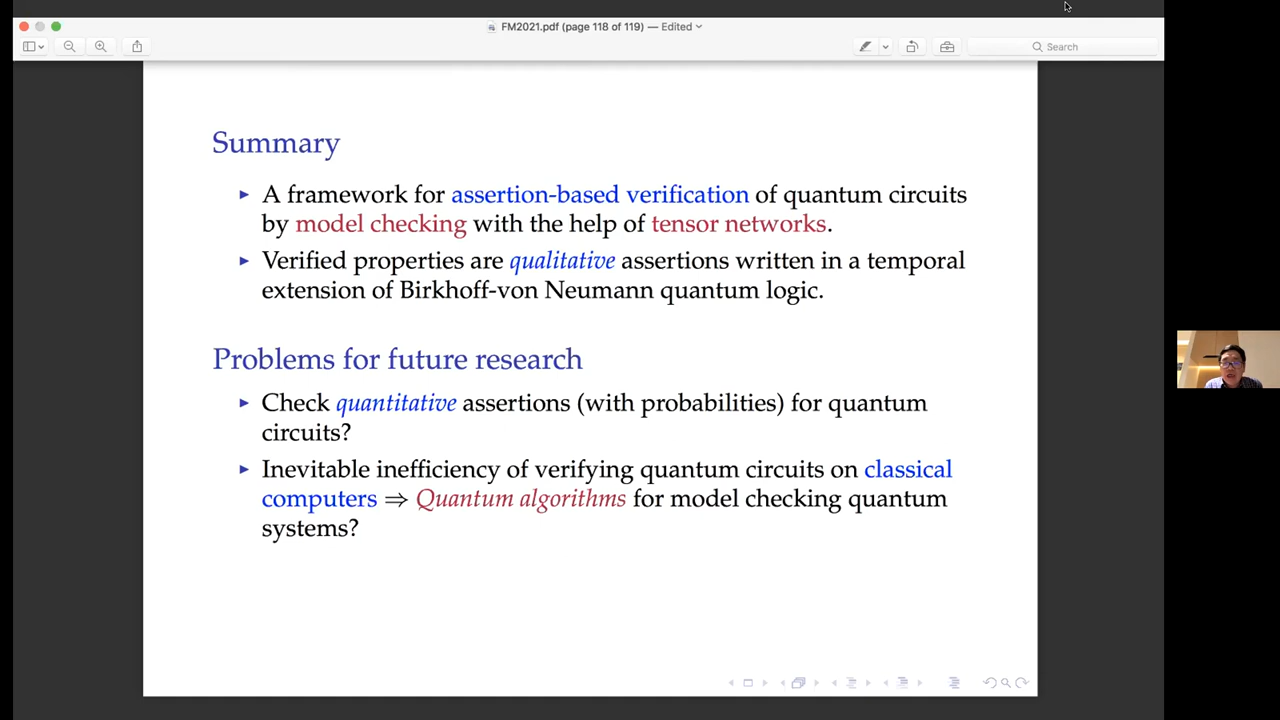 FM2021.pdf (page 118 of 119) — Edited
Search
Summary
▸ A framework for assertion-based verification of quantum circuits
by model checking with the help of tensor networks.
▸ Verified properties are qualitative assertions written in a temporal
extension of Birkhoff-von Neumann quantum logic.
Problems for future research
▸ Check quantitative assertions (with probabilities) for quantum
circuits?
▸ Inevitable inefficiency of verifying quantum circuits on classical
computers ⇒ Quantum algorithms for model checking quantum
systems?